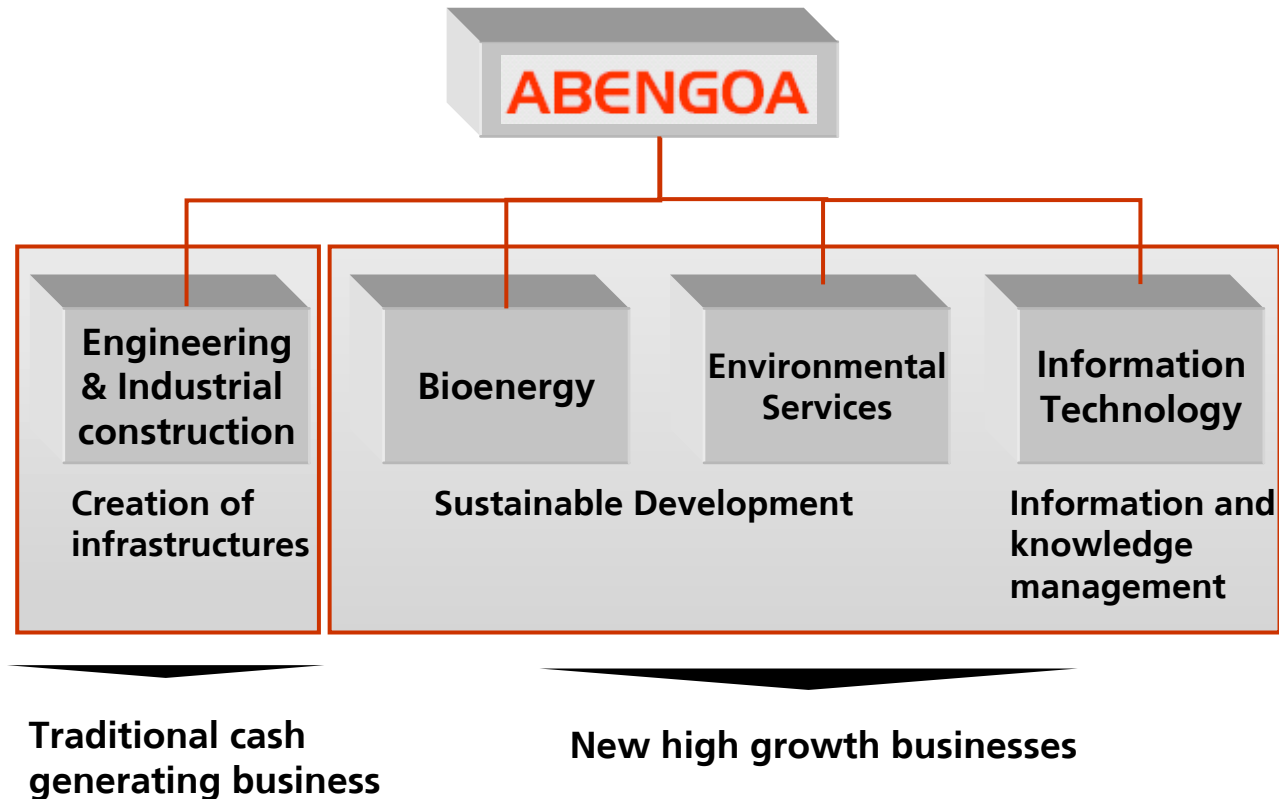 ABENGOA
Engineering
& Industrial
construction
Bioenergy
Environmental
Services
Information
Technology
Creation of
infrastructures
Sustainable Development
Information and
knowledge
management
Traditional cash
generating business
New high growth businesses